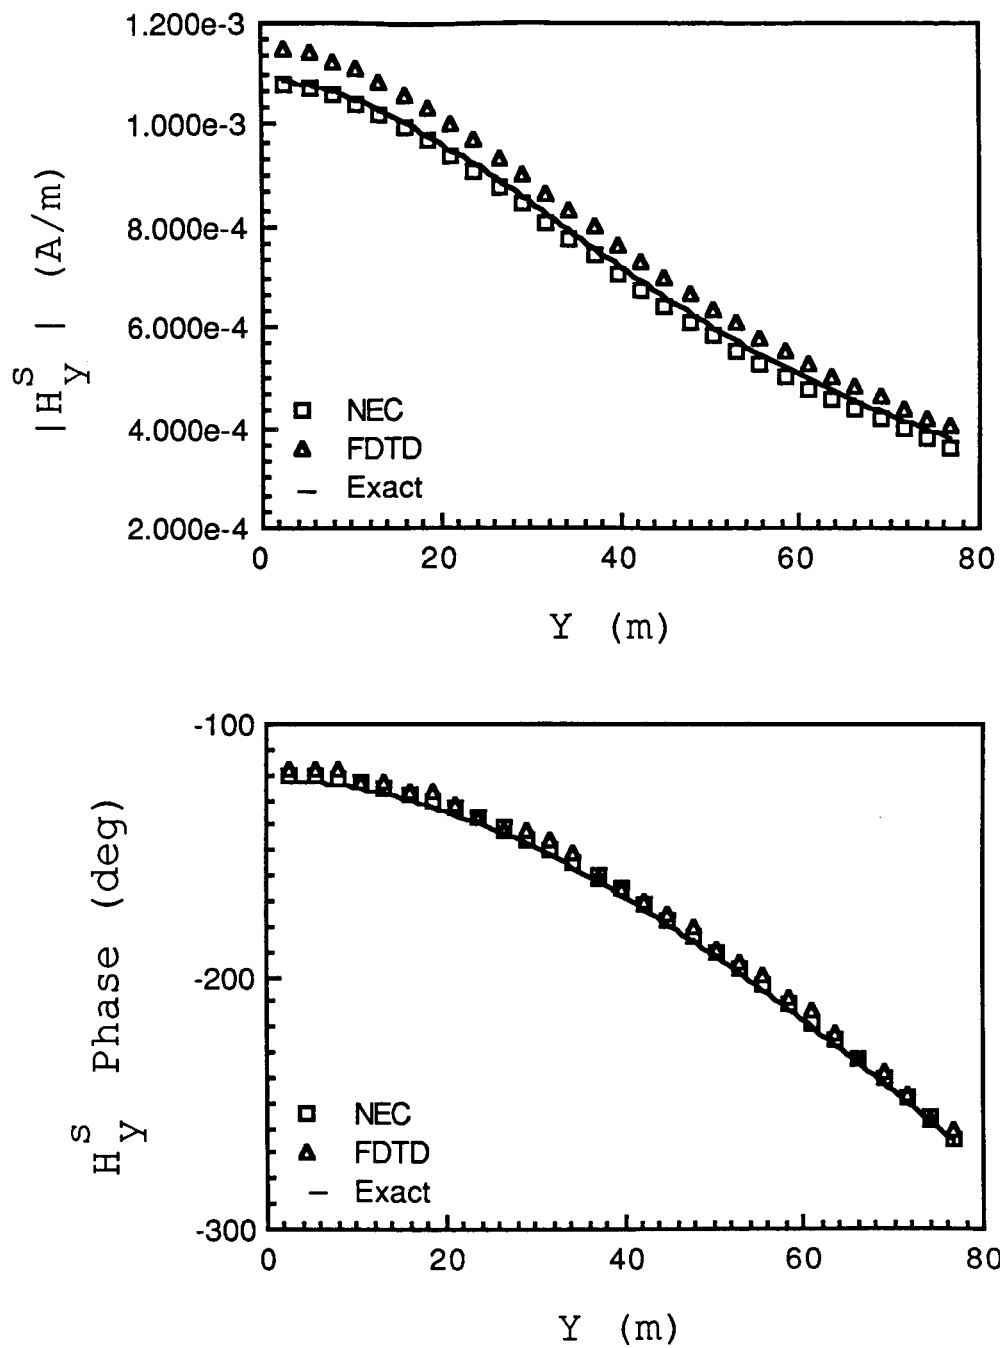 1.200e-3
1.000e-3
8.000e-4
6.000e-4
4.000e-4
2.000e-4
|H_y^S| (A/m)
NEC
FDTD
Exact
0 20 40 60 80
Y (m)
-100
-200
-300
H_y^S Phase (deg)
NEC
FDTD
Exact
0 20 40 60 80
Y (m)